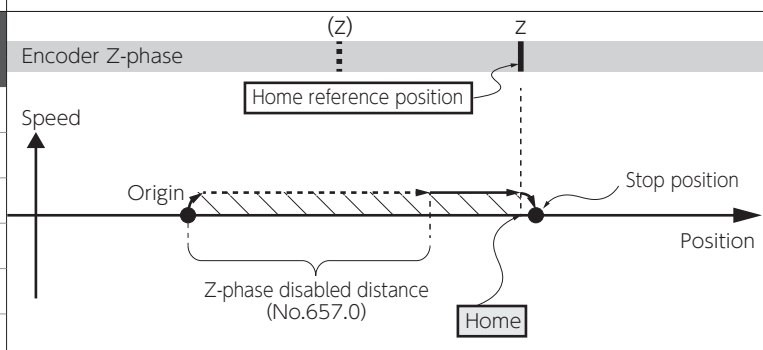 (Z)
Z
Encoder Z-phase
Home reference position
Speed
Origin
Stop position
Position
Z-phase disabled distance
(No.657.0)
Home